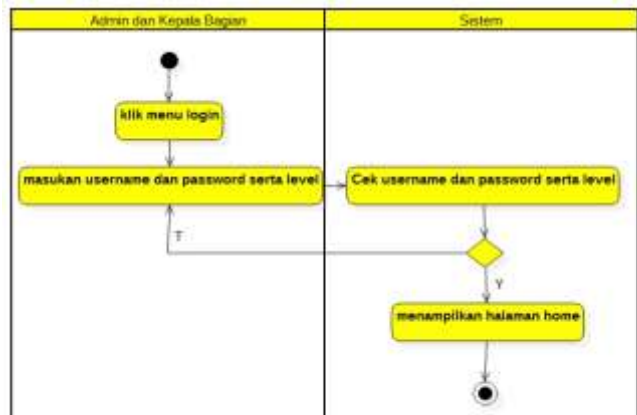 Admin dan Kepala Bagian
Sistem
klik menu login
masukan username dan password serta level
Cek username dan password serta level
T
Y
menampilkan halaman home